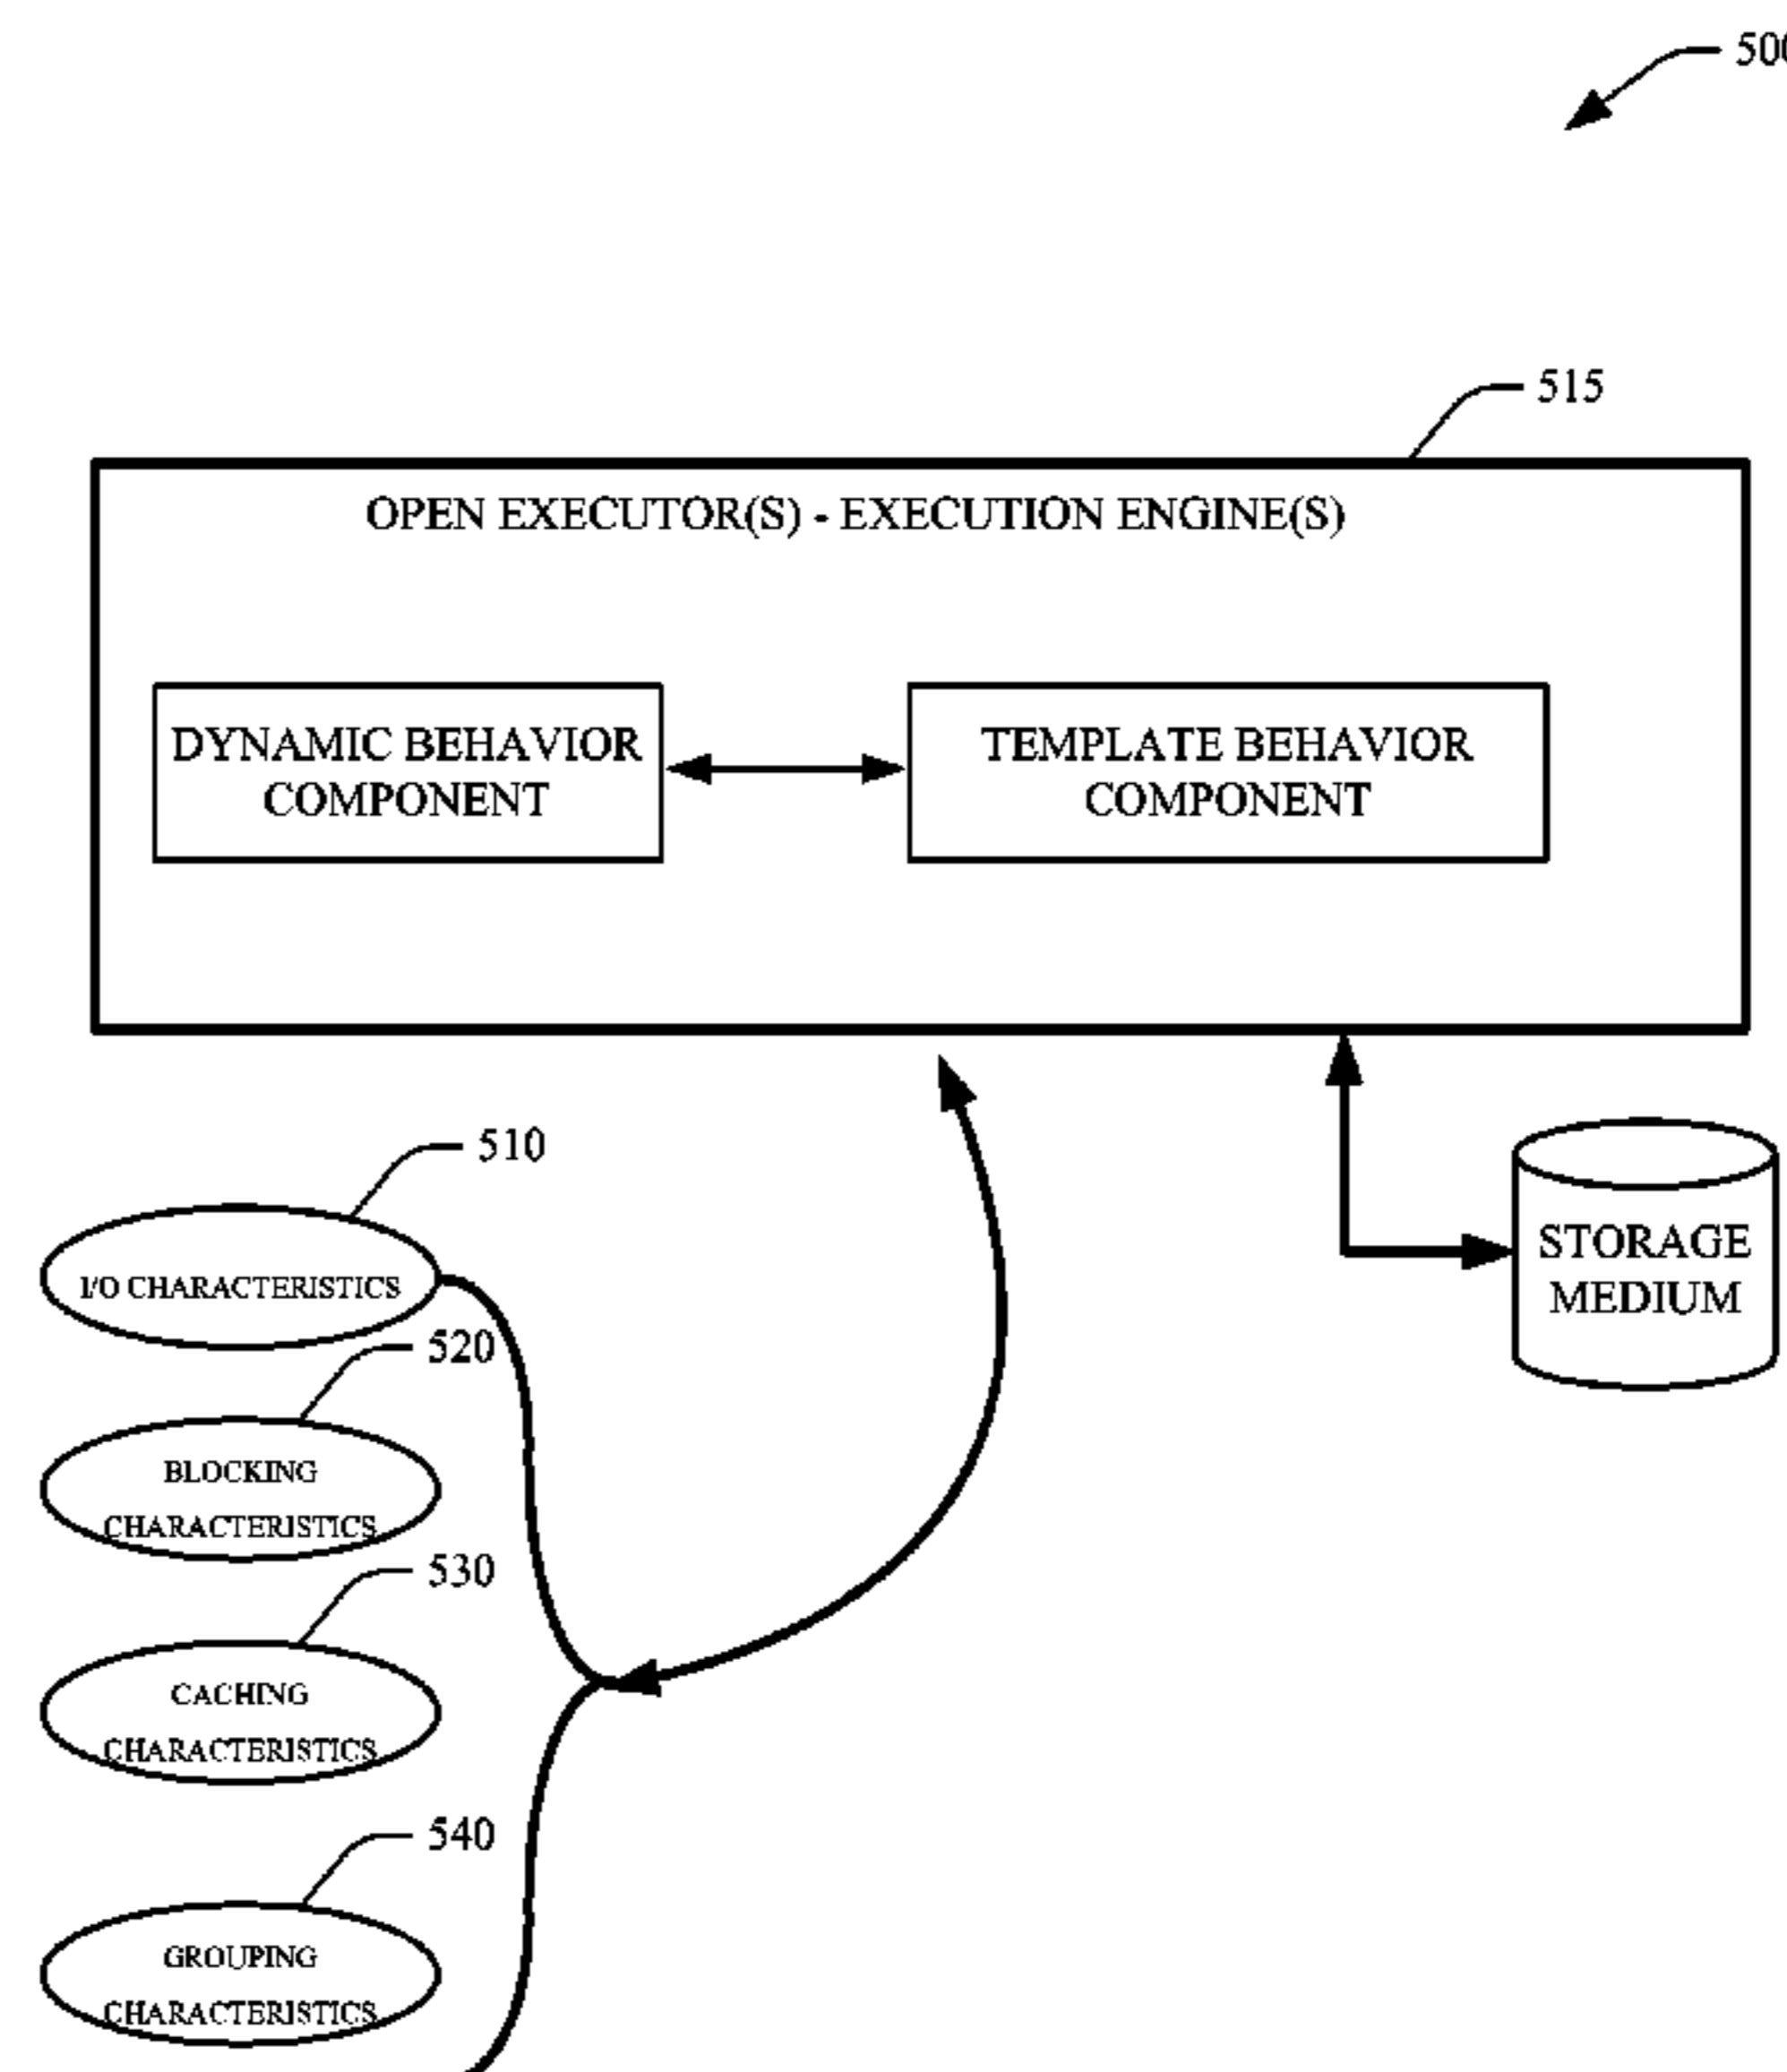 500
515
OPEN EXECUTOR(S) - EXECUTION ENGINE(S)
DYNAMIC BEHAVIOR
COMPONENT
TEMPLATE BEHAVIOR
COMPONENT
510
I/O CHARACTERISTICS
STORAGE
MEDIUM
520
BLOCKING
CHARACTERISTICS
530
CACHING
CHARACTERISTICS
540
GROUPING
CHARACTERISTICS